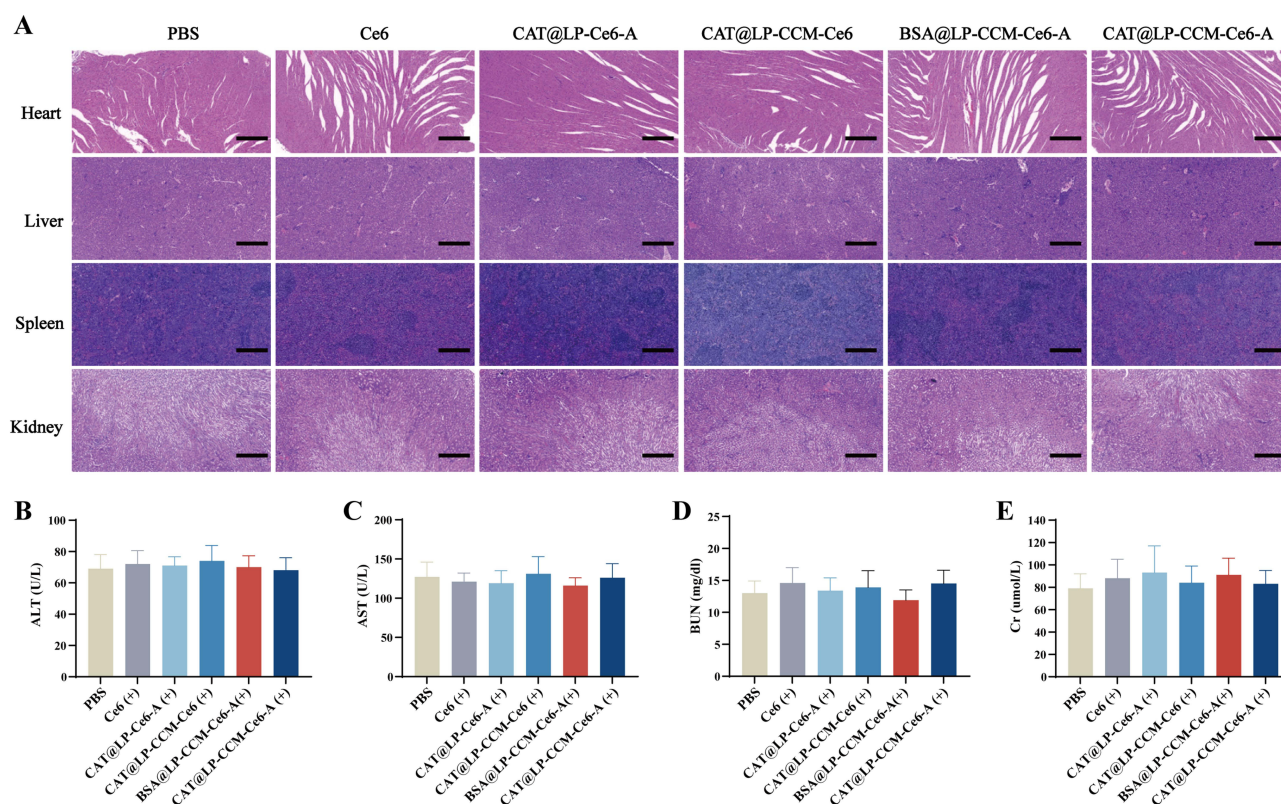 A
PBS Ce6 CAT@LP-Ce6-A CAT@LP-CCM-Ce6 BSA@LP-CCM-Ce6-A CAT@LP-CCM-Ce6-A
Heart
Liver
Spleen
Kidney
B
ALT (U/L)
100
80
60
40
20
0
PBS
Ce6 (+)
CAT@LP-Ce6-A (+)
CAT@LP-CCM-Ce6 (+)
BSA@LP-CCM-Ce6-A(+)
CAT@LP-CCM-Ce6-A (+)
C
AST (U/L)
200
150
100
50
0
PBS
Ce6 (+)
CAT@LP-Ce6-A (+)
CAT@LP-CCM-Ce6 (+)
BSA@LP-CCM-Ce6-A(+)
CAT@LP-CCM-Ce6-A (+)
D
BUN (mg/dl)
25
20
15
10
5
0
PBS
Ce6 (+)
CAT@LP-Ce6-A (+)
CAT@LP-CCM-Ce6 (+)
BSA@LP-CCM-Ce6-A(+)
CAT@LP-CCM-Ce6-A (+)
E
Cr (umol/L)
140
120
100
80
60
40
20
0
PBS
Ce6 (+)
CAT@LP-Ce6-A (+)
CAT@LP-CCM-Ce6 (+)
BSA@LP-CCM-Ce6-A(+)
CAT@LP-CCM-Ce6-A (+)